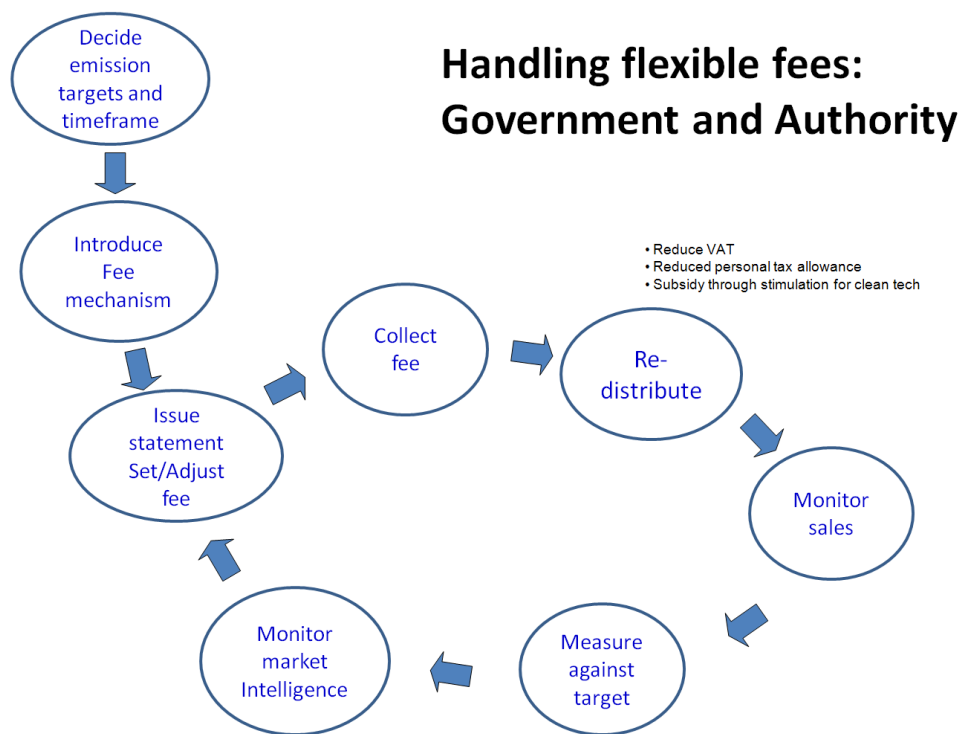 Handling flexible fees:
Government and Authority
Decide
emission
targets and
timeframe
Introduce
Fee
mechanism
Issue
statement
Set/Adjust
fee
Collect
fee
• Reduce VAT
• Reduced personal tax allowance
• Subsidy through stimulation for clean tech
Re-
distribute
Monitor
sales
Measure
against
target
Monitor
market
Intelligence